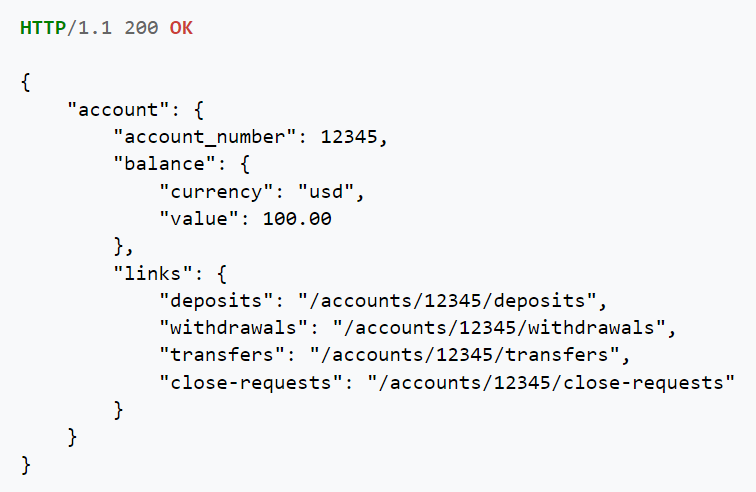 HTTP/1.1 200 OK
{
    "account": {
        "account_number": 12345,
        "balance": {
            "currency": "usd",
            "value": 100.00
        },
        "links": {
            "deposits": "/accounts/12345/deposits",
            "withdrawals": "/accounts/12345/withdrawals",
            "transfers": "/accounts/12345/transfers",
            "close-requests": "/accounts/12345/close-requests"
        }
    }
}